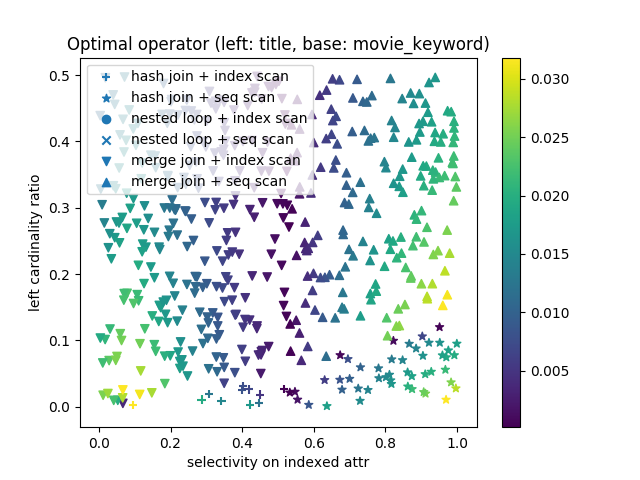 Optimal operator (left: title, base: movie_keyword)
hash join + index scan
hash join + seq scan
nested loop + index scan
nested loop + seq scan
merge join + index scan
merge join + seq scan
0.5
0.4
0.3
0.2
0.1
0.0
left cardinality ratio
0.0 0.2 0.4 0.6 0.8 1.0
selectivity on indexed attr
0.030
0.025
0.020
0.015
0.010
0.005